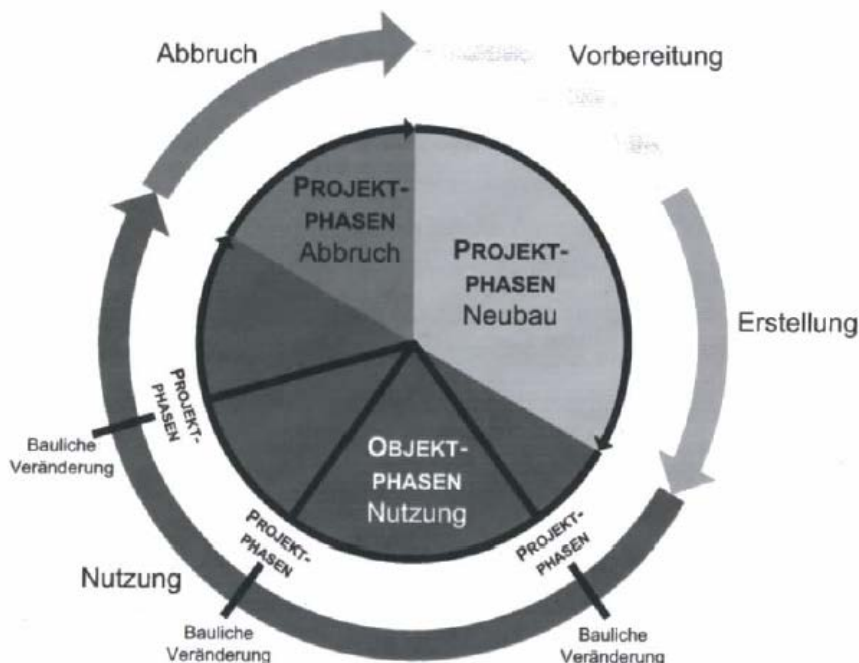 Abbruch
Vorbereitung
PROJEKT-
PHASEN
Abbruch
PROJEKT-
PHASEN
Neubau
Erstellung
OBJEKT-
PHASEN
Nutzung
PROJEKT-
PHASEN
Bauliche
Veränderung
PROJEKT-
PHASEN
PROJEKT-
PHASEN
Nutzung
Bauliche
Veränderung
Bauliche
Veränderung